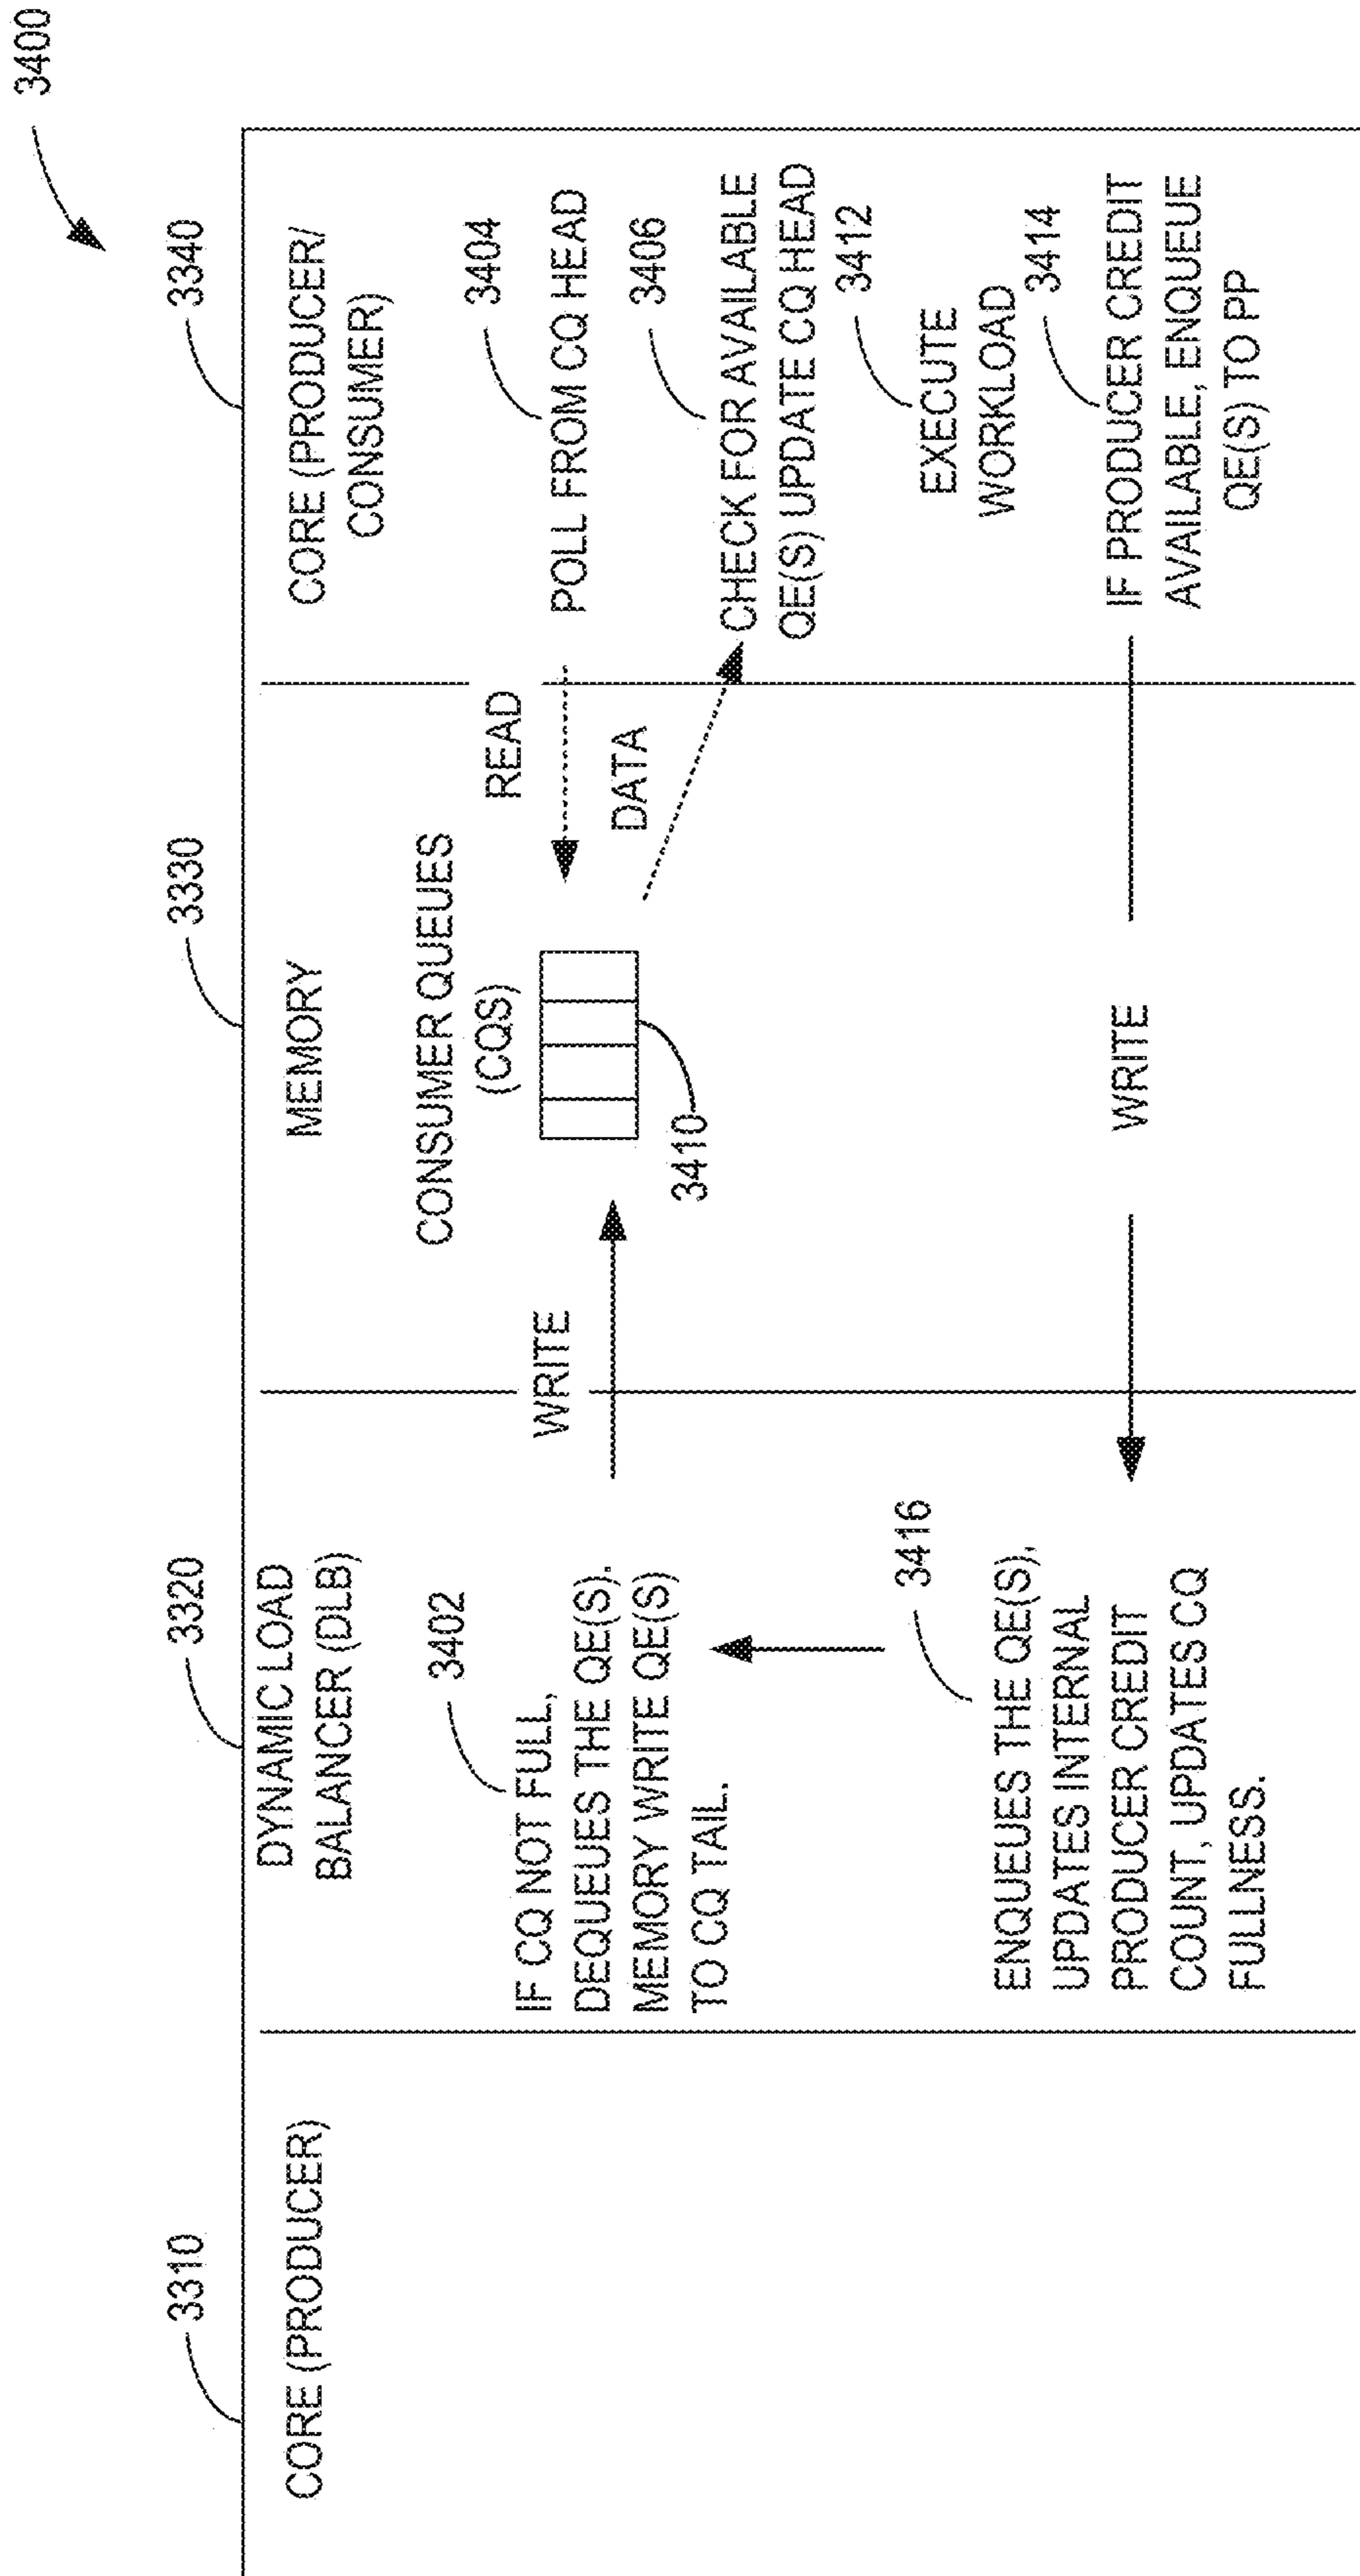 3400
3310
3320
3330
3340
CORE (PRODUCER)
DYNAMIC LOAD
BALANCER (DLB)
MEMORY
CORE (PRODUCER/
CONSUMER)
3402
IF CQ NOT FULL,
DEQUEUES THE QE(S).
MEMORY WRITE QE(S)
TO CQ TAIL.
WRITE
CONSUMER QUEUES
(CQS)
3410
READ
DATA
3404
POLL FROM CQ HEAD
3406
CHECK FOR AVAILABLE
QE(S) UPDATE CQ HEAD
3412
EXECUTE
WORKLOAD
3414
IF PRODUCER CREDIT
AVAILABLE, ENQUEUE
QE(S) TO PP
WRITE
3416
ENQUEUES THE QE(S),
UPDATES INTERNAL
PRODUCER CREDIT
COUNT, UPDATES CQ
FULLNESS.